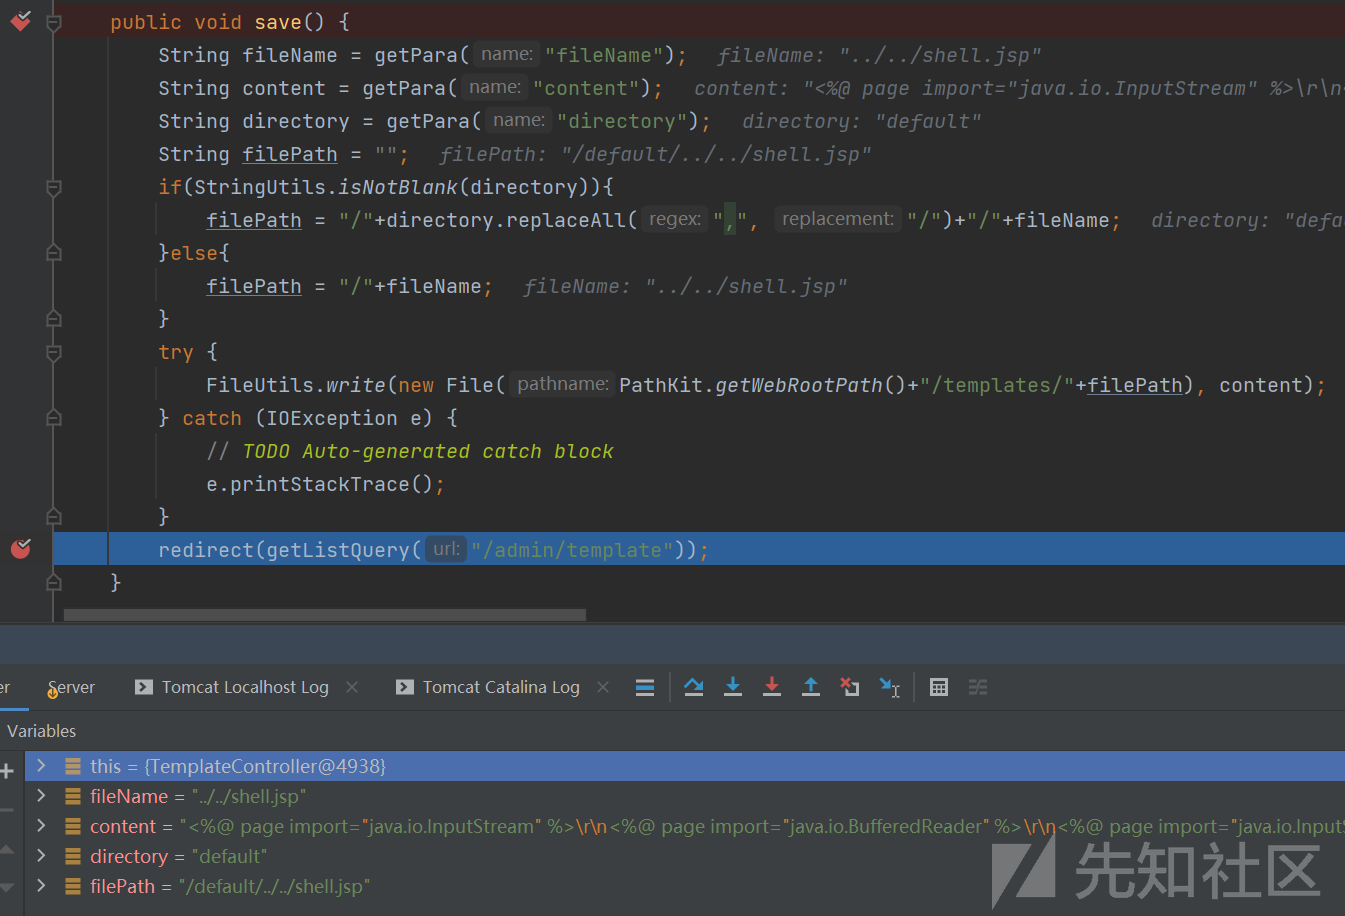 public void save() {
String fileName = getPara( name: "fileName"); fileName: "../../shell.jsp"
String content = getPara( name: "content"); content: "<%@ page import="java.io.InputStream" %>\r\n<
String directory = getPara( name: "directory"); directory: "default"
String filePath = ""; filePath: "/default/../../shell.jsp"
if(StringUtils.isNotBlank(directory)){
filePath = "/"+directory.replaceAll( regex: ",", replacement: "/")+"/"+fileName; directory: "defau
}else{
filePath = "/"+fileName; fileName: "../../shell.jsp"
}
try {
FileUtils.write(new File( pathname: PathKit.getWebRootPath()+"/templates/"+filePath), content);
} catch (IOException e) {
// TODO Auto-generated catch block
e.printStackTrace();
}
redirect(getListQuery( url: "/admin/template"));
}
er Server Tomcat Localhost Log Tomcat Catalina Log
Variables
this = {TemplateController@4938}
fileName = "../../shell.jsp"
content = "<%@ page import="java.io.InputStream" %>\r\n<%@ page import="java.io.BufferedReader" %>\r\n<%@ page import="java.io.InputS
directory = "default"
filePath = "/default/../../shell.jsp"
先知社区